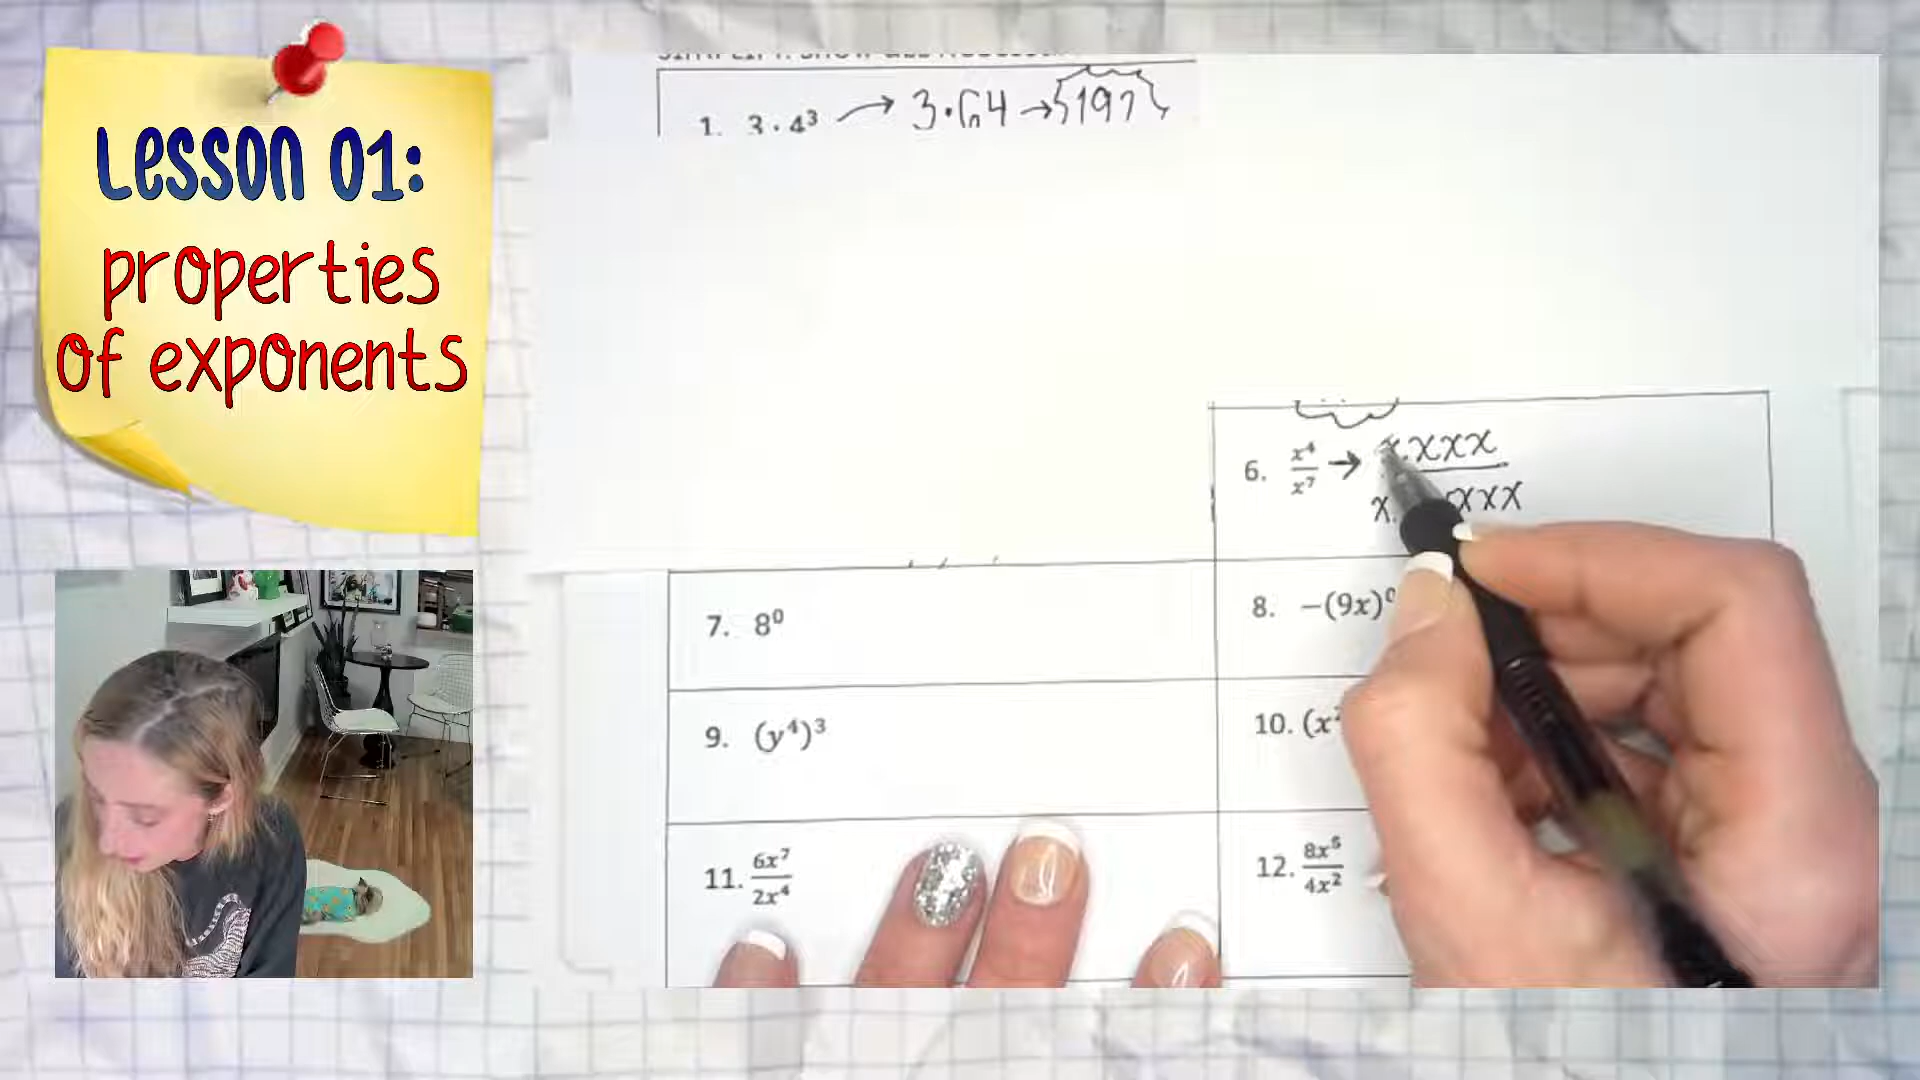 Lesson 01:
properties
of exponents
1. 3 · 4³ → 3·64 → 192
6. x⁴/x⁷ → xxxx
7. 8⁰
8. −(9x)⁰
9. (y⁴)³
10. (x²
11. 6x⁷/2x⁴
12. 8x⁵/4x²